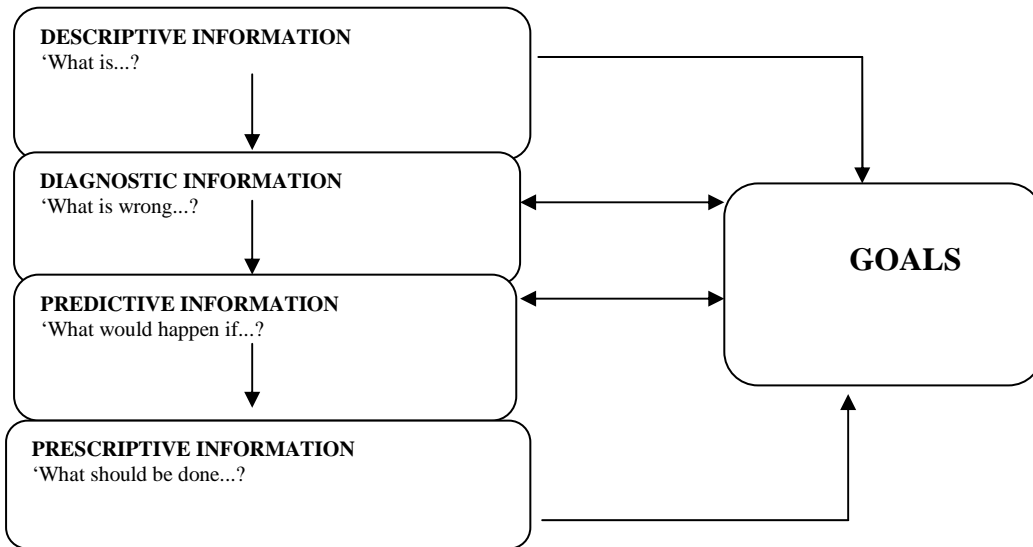 DESCRIPTIVE INFORMATION
‘What is...?
DIAGNOSTIC INFORMATION
‘What is wrong...?
PREDICTIVE INFORMATION
‘What would happen if...?
PRESCRIPTIVE INFORMATION
‘What should be done...?
GOALS